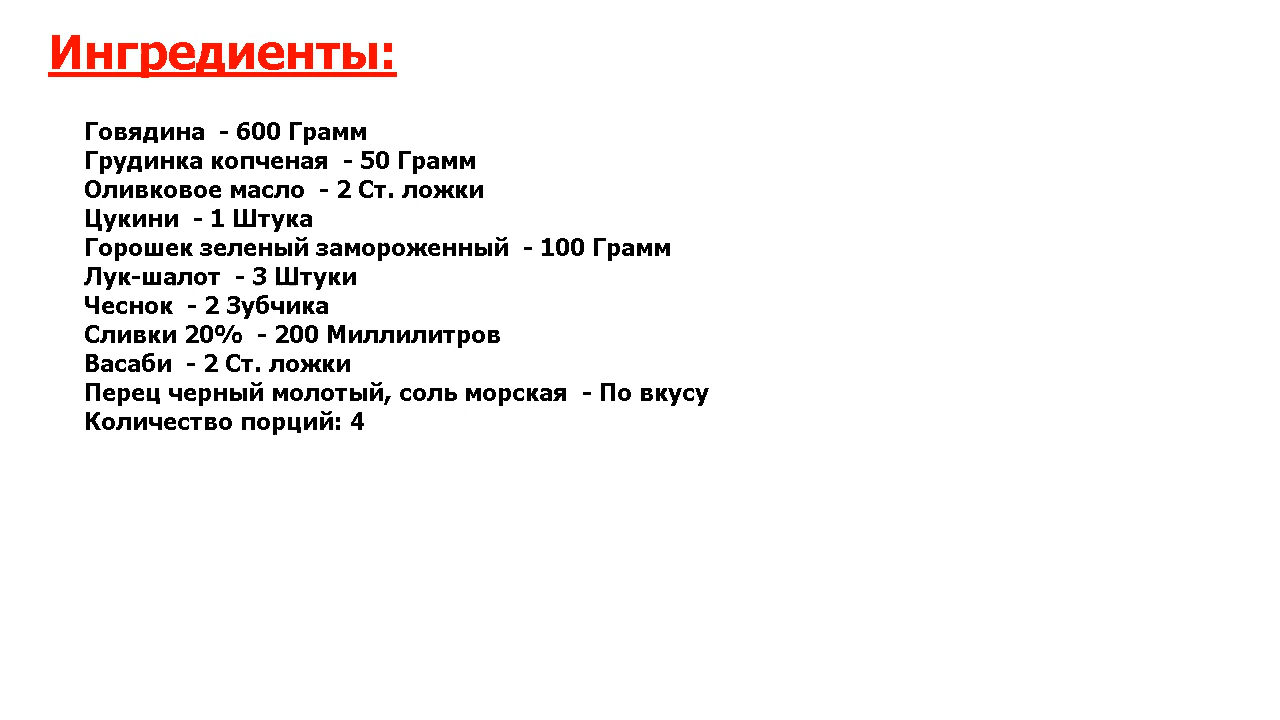 Ингредиенты:
Говядина  - 600 Грамм
Грудинка копченая  - 50 Грамм
Оливковое масло  - 2 Ст. ложки
Цукини  - 1 Штука
Горошек зеленый замороженный  - 100 Грамм
Лук-шалот  - 3 Штуки
Чеснок  - 2 Зубчика
Сливки 20%  - 200 Миллилитров
Васаби  - 2 Ст. ложки
Перец черный молотый, соль морская  - По вкусу
Количество порций: 4